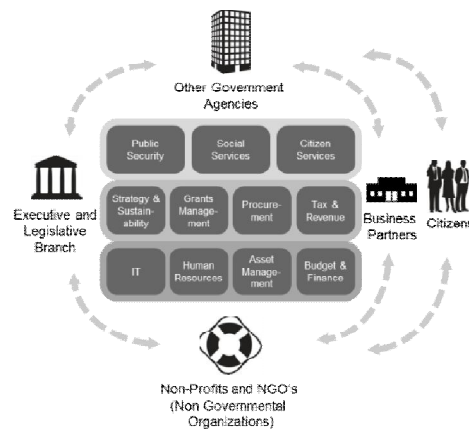 Other Government
Agencies
Public
Security
Social
Services
Citizen
Services
Strategy &
Sustain-
ability
Grants
Manage-
ment
Procure-
ment
Tax &
Revenue
Executive and
Legislative
Branch
Business
Partners
Citizens
IT
Human
Resources
Asset
Manage-
ment
Budget &
Finance
Non-Profits and NGO's
(Non Governmental
Organizations)